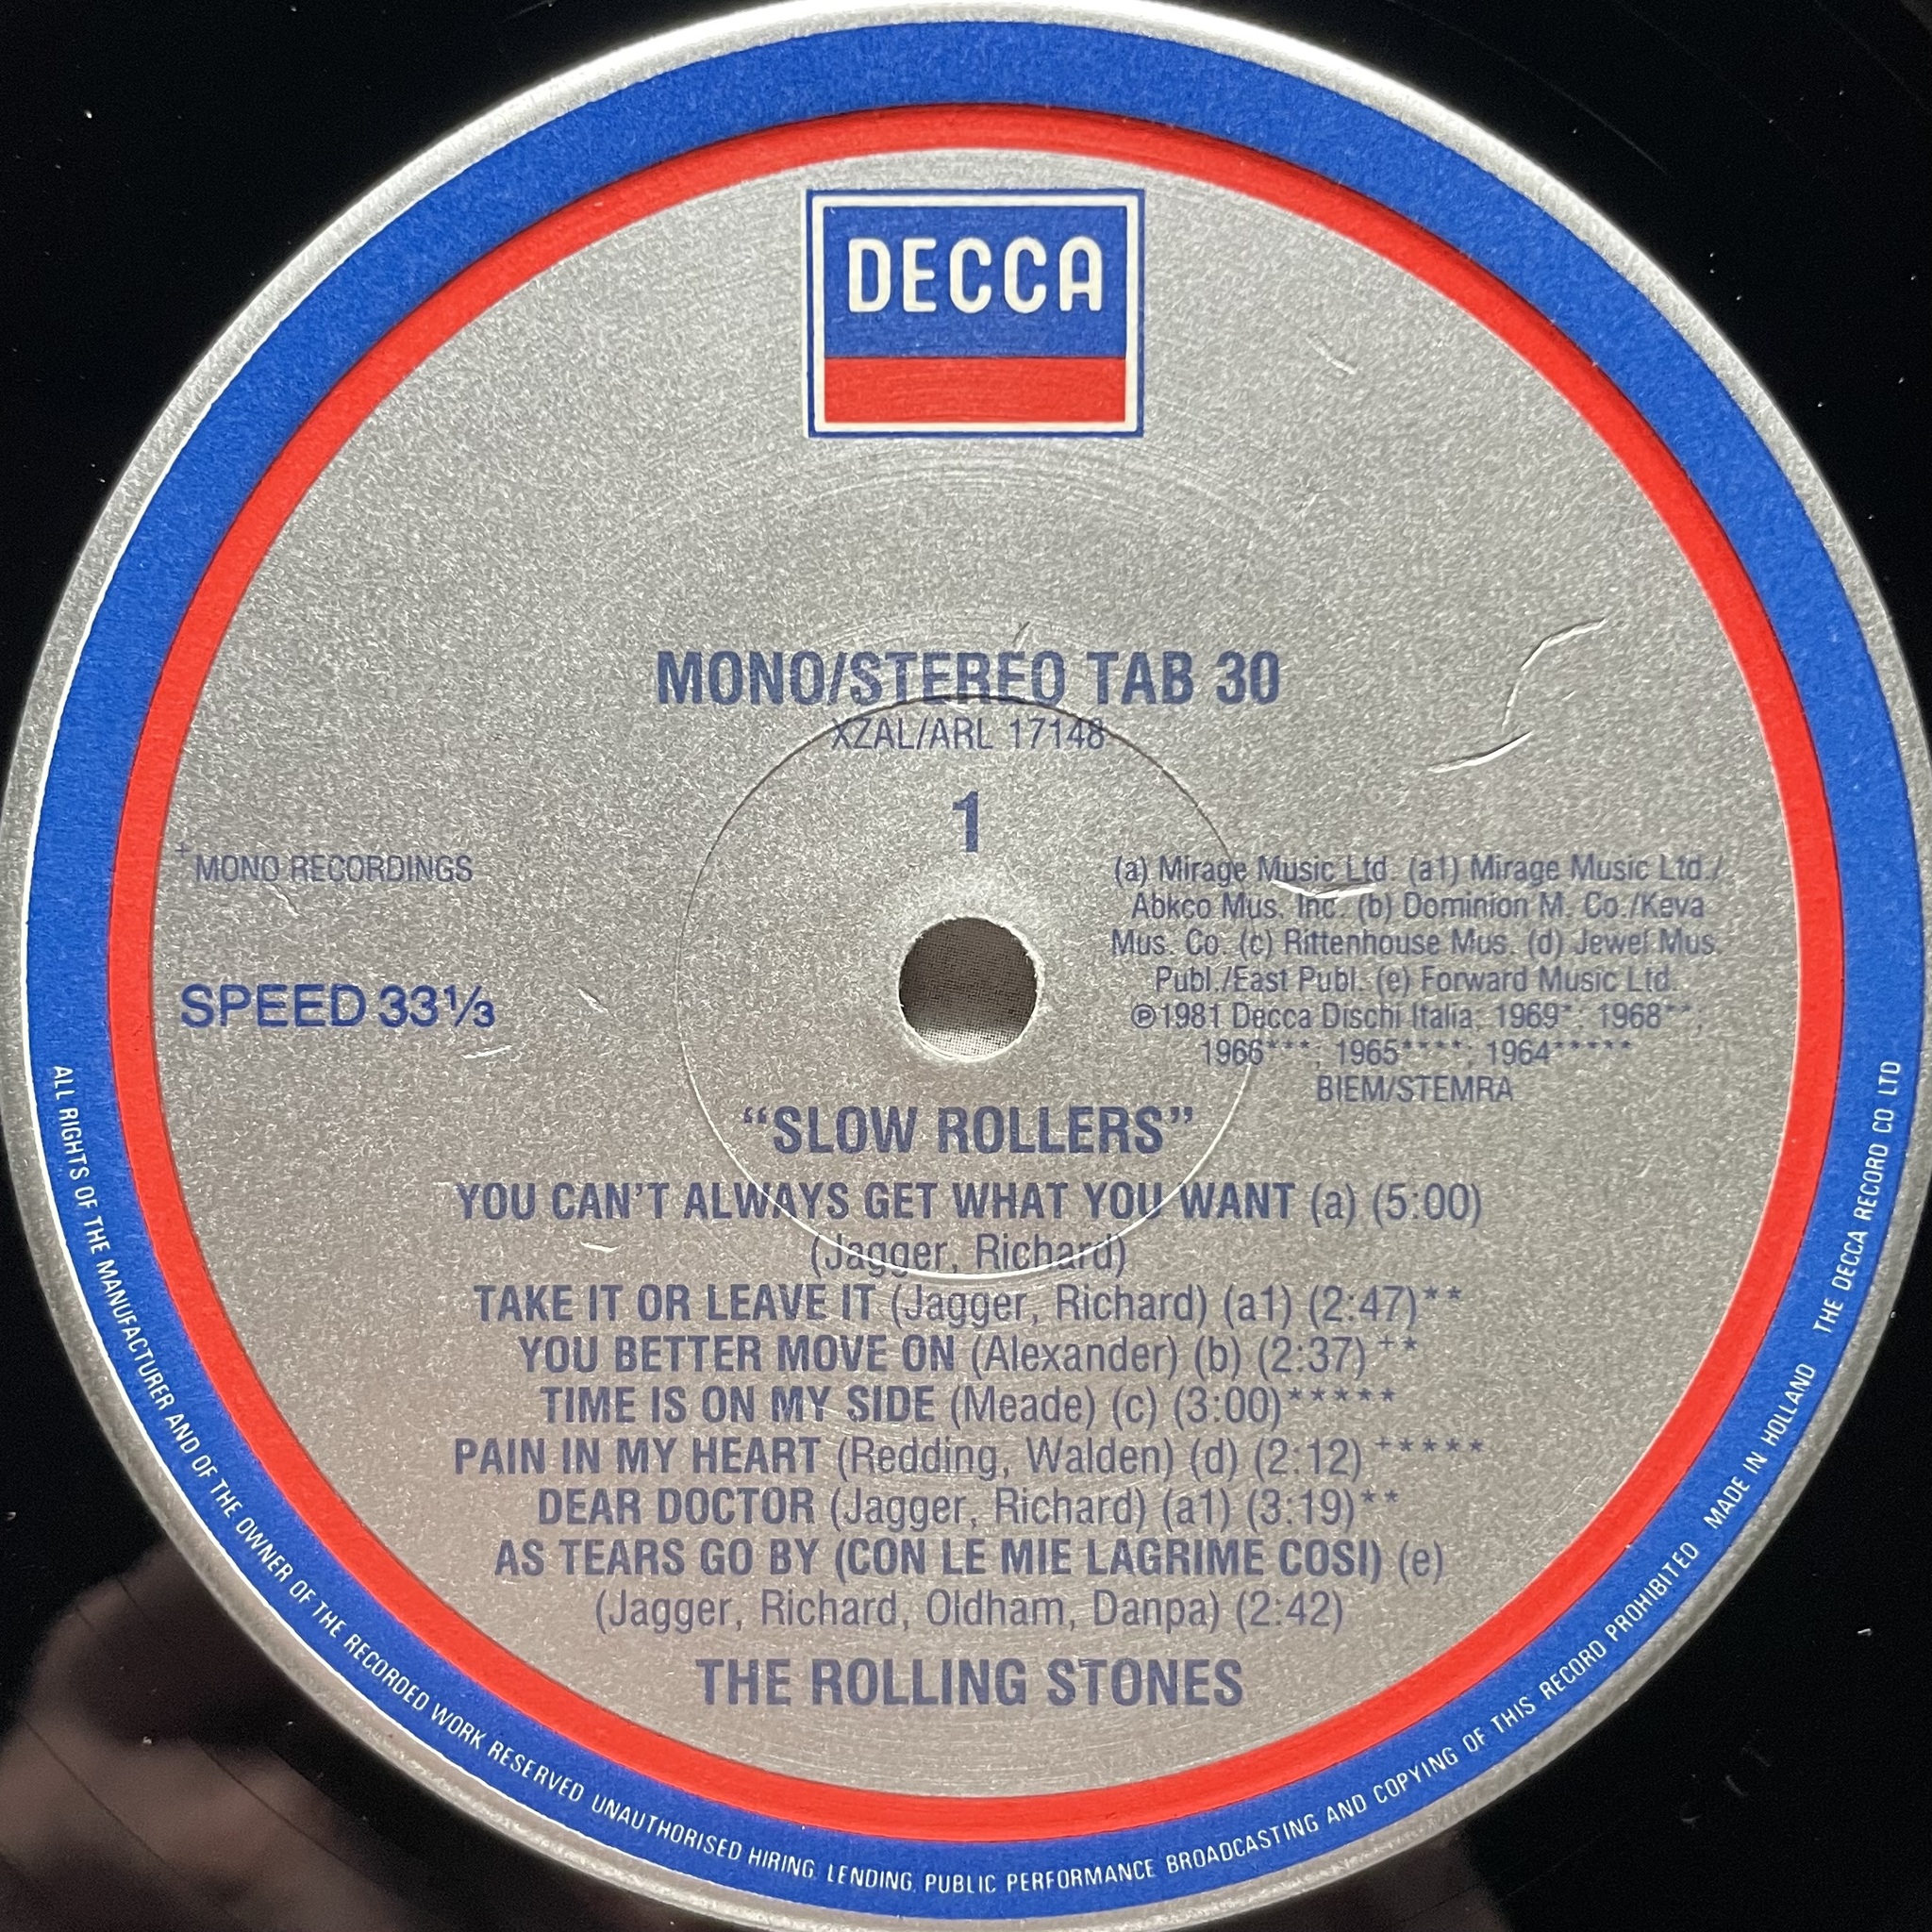 DECCA
MONO/STEREO TAB 30
XZAL/ARL 17148
1
+MONO RECORDINGS
SPEED 33⅓
(a) Mirage Music Ltd. (a1) Mirage Music Ltd./
Abkco Mus. Inc. (b) Dominion M. Co./Keva
Mus. Co. (c) Rittenhouse Mus. (d) Jewel Mus.
Publ./East Publ. (e) Forward Music Ltd.
℗1981 Decca Dischi Italia, 1969*; 1968**;
1966***; 1965****; 1964*****
BIEM/STEMRA
“SLOW ROLLERS”
YOU CAN’T ALWAYS GET WHAT YOU WANT (a) (5:00)
(Jagger, Richard)
TAKE IT OR LEAVE IT (Jagger, Richard) (a1) (2:47)**
YOU BETTER MOVE ON (Alexander) (b) (2:37) +*
TIME IS ON MY SIDE (Meade) (c) (3:00)*****
PAIN IN MY HEART (Redding, Walden) (d) (2:12) +****
DEAR DOCTOR (Jagger, Richard) (a1) (3:19)**
AS TEARS GO BY (CON LE MIE LAGRIME COSI) (e)
(Jagger, Richard, Oldham, Danpa) (2:42)
THE ROLLING STONES
ALL RIGHTS OF THE MANUFACTURER AND OF THE OWNER OF THE RECORDED WORK RESERVED UNAUTHORISED HIRING, LENDING, PUBLIC PERFORMANCE BROADCASTING AND COPYING OF THIS RECORD PROHIBITED MADE IN HOLLAND THE DECCA RECORD CO LTD